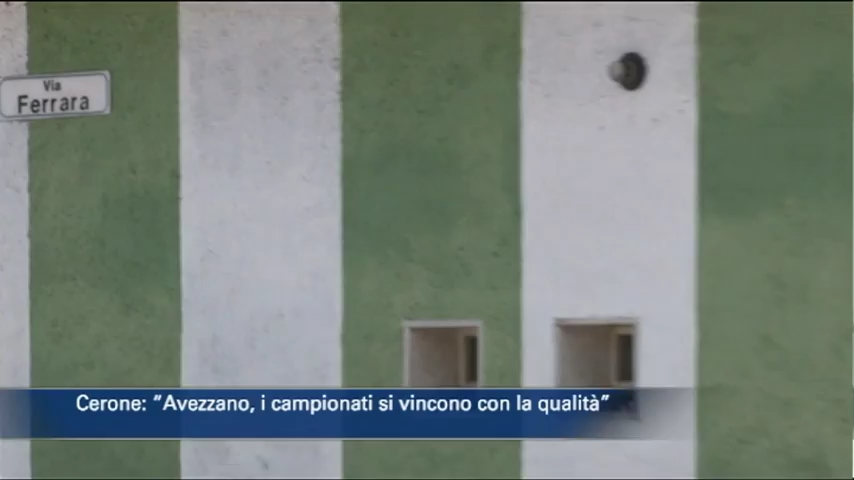 Via
Ferrara
Cerone: “Avezzano, i campionati si vincono con la qualità”